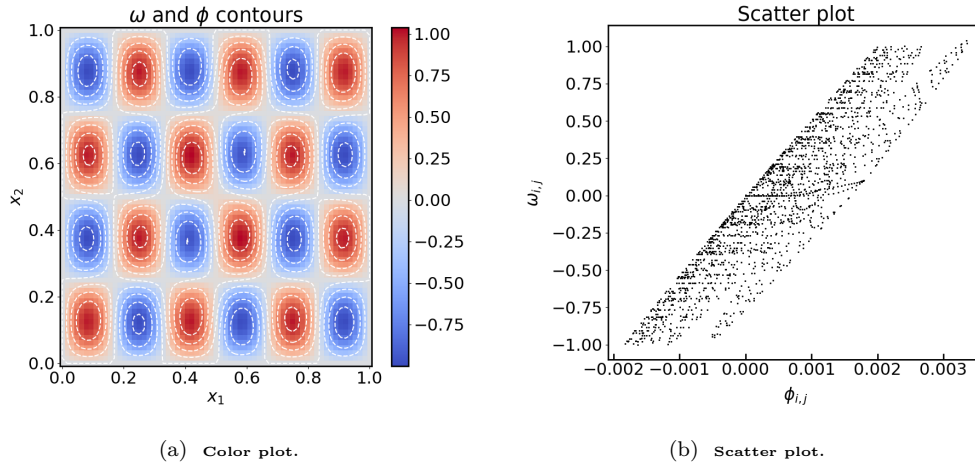 ω and ϕ contours
1.0
0.8
0.6
0.4
0.2
0.0
x₂
0.0 0.2 0.4 0.6 0.8 1.0
x₁
1.00
0.75
0.50
0.25
0.00
−0.25
−0.50
−0.75
(a) Color plot.
Scatter plot
1.00
0.75
0.50
0.25
0.00
−0.25
−0.50
−0.75
−1.00
ωᵢ,ⱼ
−0.002 −0.001 0.000 0.001 0.002 0.003
ϕᵢ,ⱼ
(b) Scatter plot.